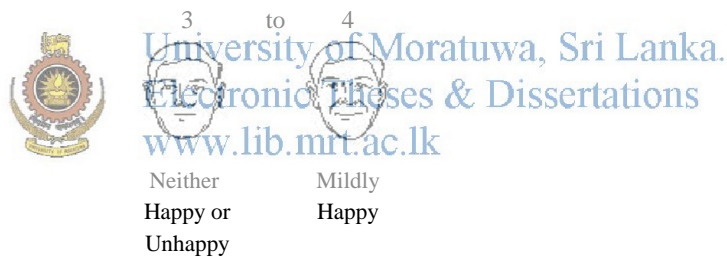 3 to 4
University of Moratuwa, Sri Lanka.
Electronic Theses & Dissertations
www.lib.mrt.ac.lk
Neither Mildly
Happy or Happy
Unhappy